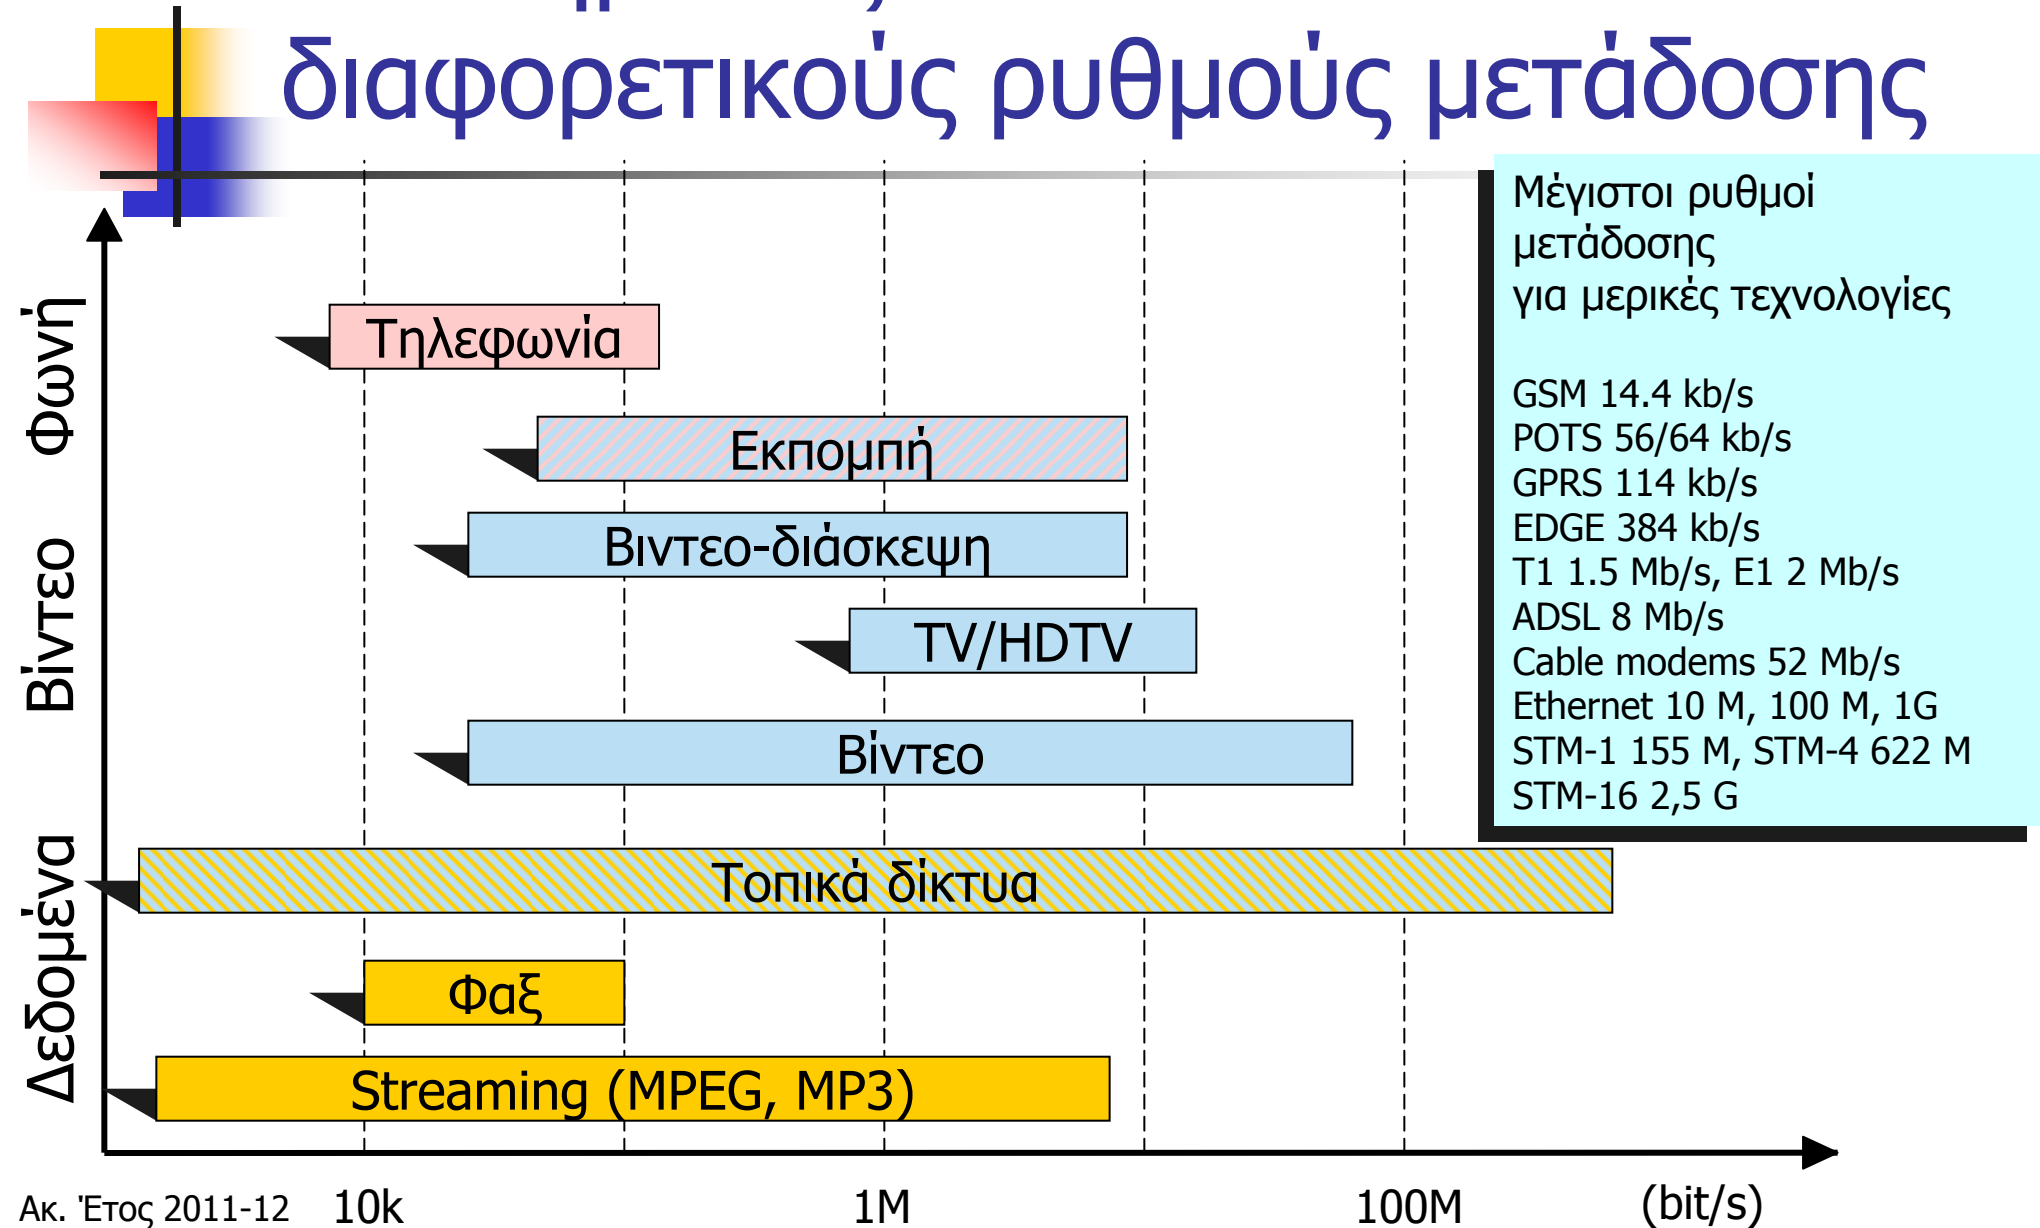 διαφορετικούς ρυθμούς μετάδοσης
Μέγιστοι ρυθμοί
μετάδοσης
για μερικές τεχνολογίες
GSM 14.4 kb/s
POTS 56/64 kb/s
GPRS 114 kb/s
EDGE 384 kb/s
T1 1.5 Mb/s, E1 2 Mb/s
ADSL 8 Mb/s
Cable modems 52 Mb/s
Ethernet 10 M, 100 M, 1G
STM-1 155 M, STM-4 622 M
STM-16 2,5 G
Φωνή
Βίντεο
Δεδομένα
Τηλεφωνία
Εκπομπή
Βιντεο-διάσκεψη
TV/HDTV
Βίντεο
Τοπικά δίκτυα
Φαξ
Streaming (MPEG, MP3)
10k
1M
100M
(bit/s)
Ακ. Έτος 2011-12